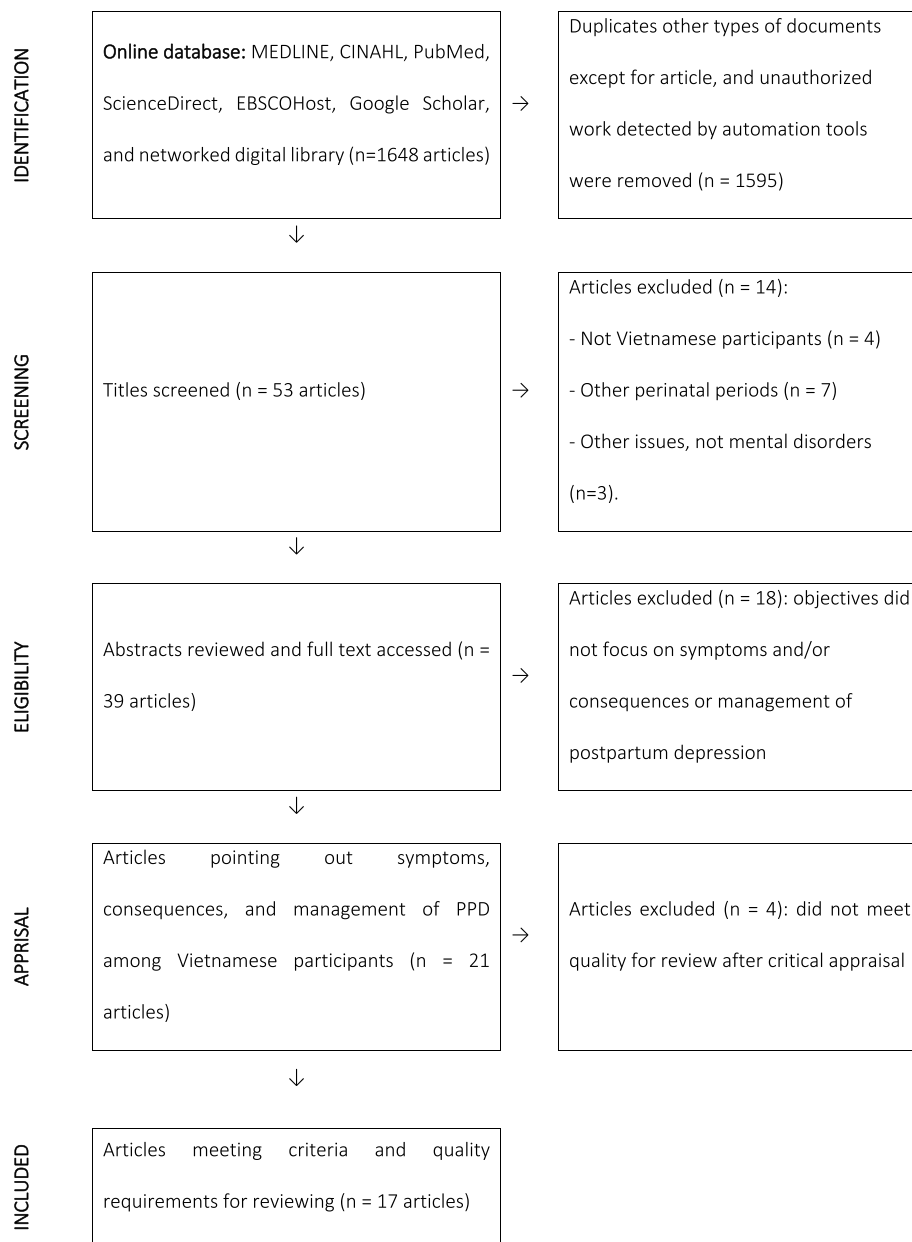 IDENTIFICATION
Online database: MEDLINE, CINAHL, PubMed,
ScienceDirect, EBSCOHost, Google Scholar,
and networked digital library (n=1648 articles)
→
Duplicates other types of documents
except for article, and unauthorized
work detected by automation tools
were removed (n = 1595)
↓
SCREENING
Titles screened (n = 53 articles)
→
Articles excluded (n = 14):
- Not Vietnamese participants (n = 4)
- Other perinatal periods (n = 7)
- Other issues, not mental disorders
(n=3).
↓
ELIGIBILITY
Abstracts reviewed and full text accessed (n =
39 articles)
→
Articles excluded (n = 18): objectives did
not focus on symptoms and/or
consequences or management of
postpartum depression
↓
APPRISAL
Articles pointing out symptoms,
consequences, and management of PPD
among Vietnamese participants (n = 21
articles)
→
Articles excluded (n = 4): did not meet
quality for review after critical appraisal
↓
INCLUDED
Articles meeting criteria and quality
requirements for reviewing (n = 17 articles)